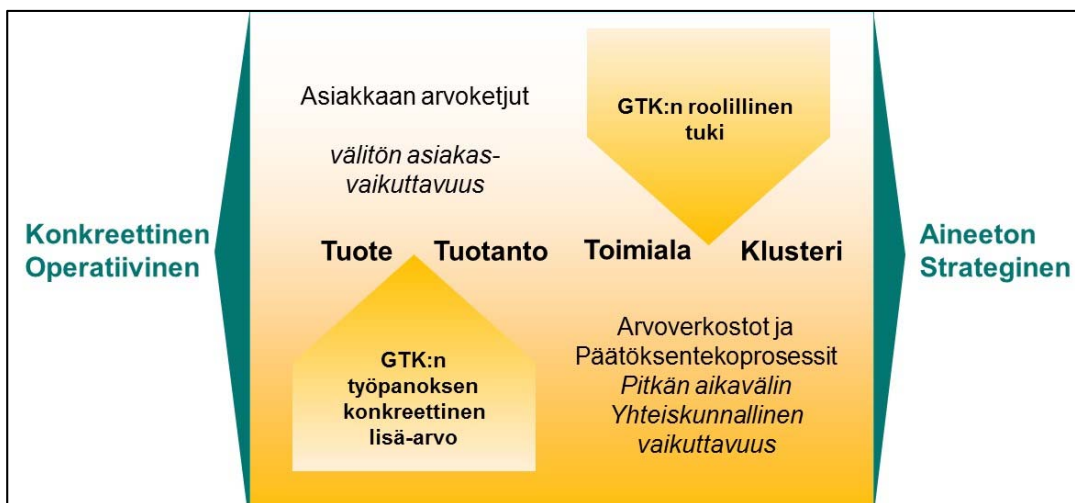 Asiakkaan arvoketjut
välitön asiakas-
vaikuttavuus
GTK:n roolillinen
tuki
Konkreettinen
Operatiivinen
Tuote Tuotanto Toimiala Klusteri
Aineeton
Strateginen
GTK:n
työpanoksen
konkreettinen
lisä-arvo
Arvoverkostot ja
Päätöksentekoprosessit
Pitkän aikavälin
Yhteiskunnallinen
vaikuttavuus